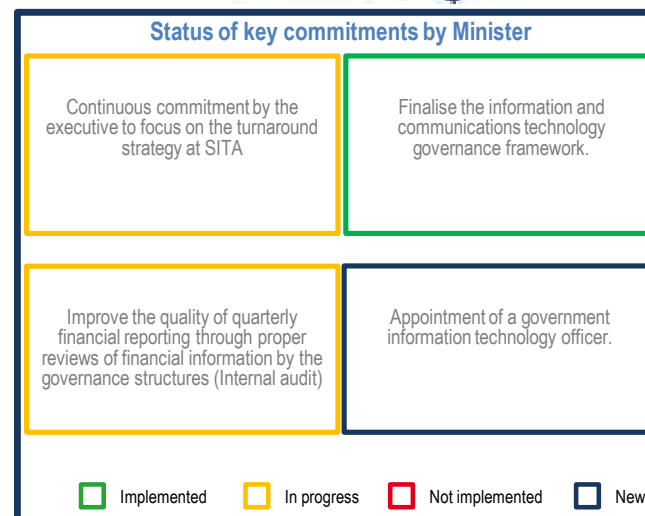 Status of key commitments by Minister
Continuous commitment by the
executive to focus on the turnaround
strategy at SITA
Finalise the information and
communications technology
governance framework.
Improve the quality of quarterly
financial reporting through proper
reviews of financial information by the
governance structures (Internal audit)
Appointment of a government
information technology officer.
Implemented
In progress
Not implemented
New